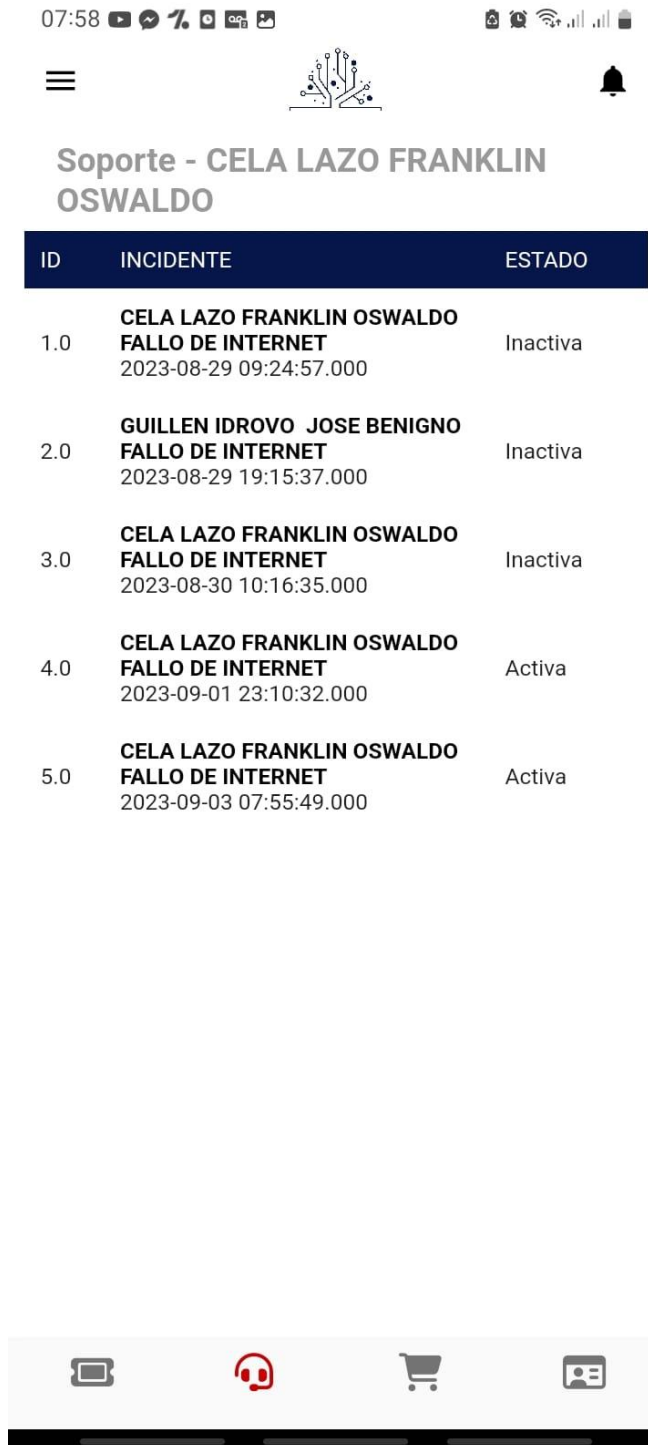 07:58
Soporte - CELA LAZO FRANKLIN
OSWALDO
ID INCIDENTE ESTADO
CELA LAZO FRANKLIN OSWALDO
1.0 FALLO DE INTERNET Inactiva
2023-08-29 09:24:57.000
GUILLEN IDROVO  JOSE BENIGNO
2.0 FALLO DE INTERNET Inactiva
2023-08-29 19:15:37.000
CELA LAZO FRANKLIN OSWALDO
3.0 FALLO DE INTERNET Inactiva
2023-08-30 10:16:35.000
CELA LAZO FRANKLIN OSWALDO
4.0 FALLO DE INTERNET Activa
2023-09-01 23:10:32.000
CELA LAZO FRANKLIN OSWALDO
5.0 FALLO DE INTERNET Activa
2023-09-03 07:55:49.000